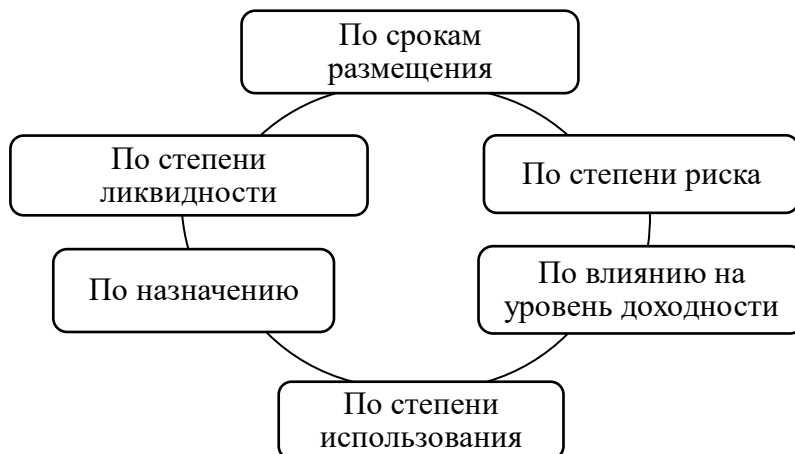 По срокам
размещения
По степени
ликвидности
По степени риска
По назначению
По влиянию на
уровень доходности
По степени
использования